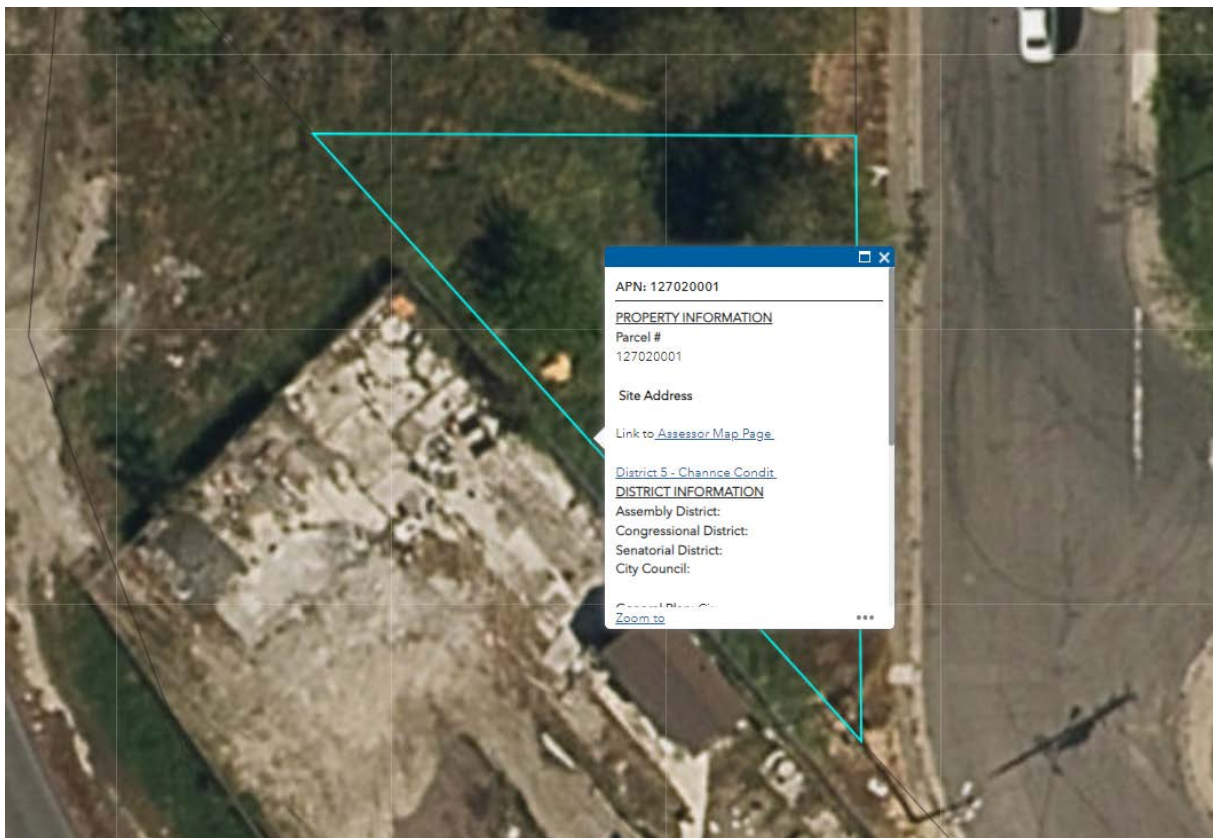 APN: 127020001
PROPERTY INFORMATION
Parcel #
127020001
Site Address
Link to Assessor Map Page
District 5 - Channce Condit
DISTRICT INFORMATION
Assembly District:
Congressional District:
Senatorial District:
City Council:
Zoom to